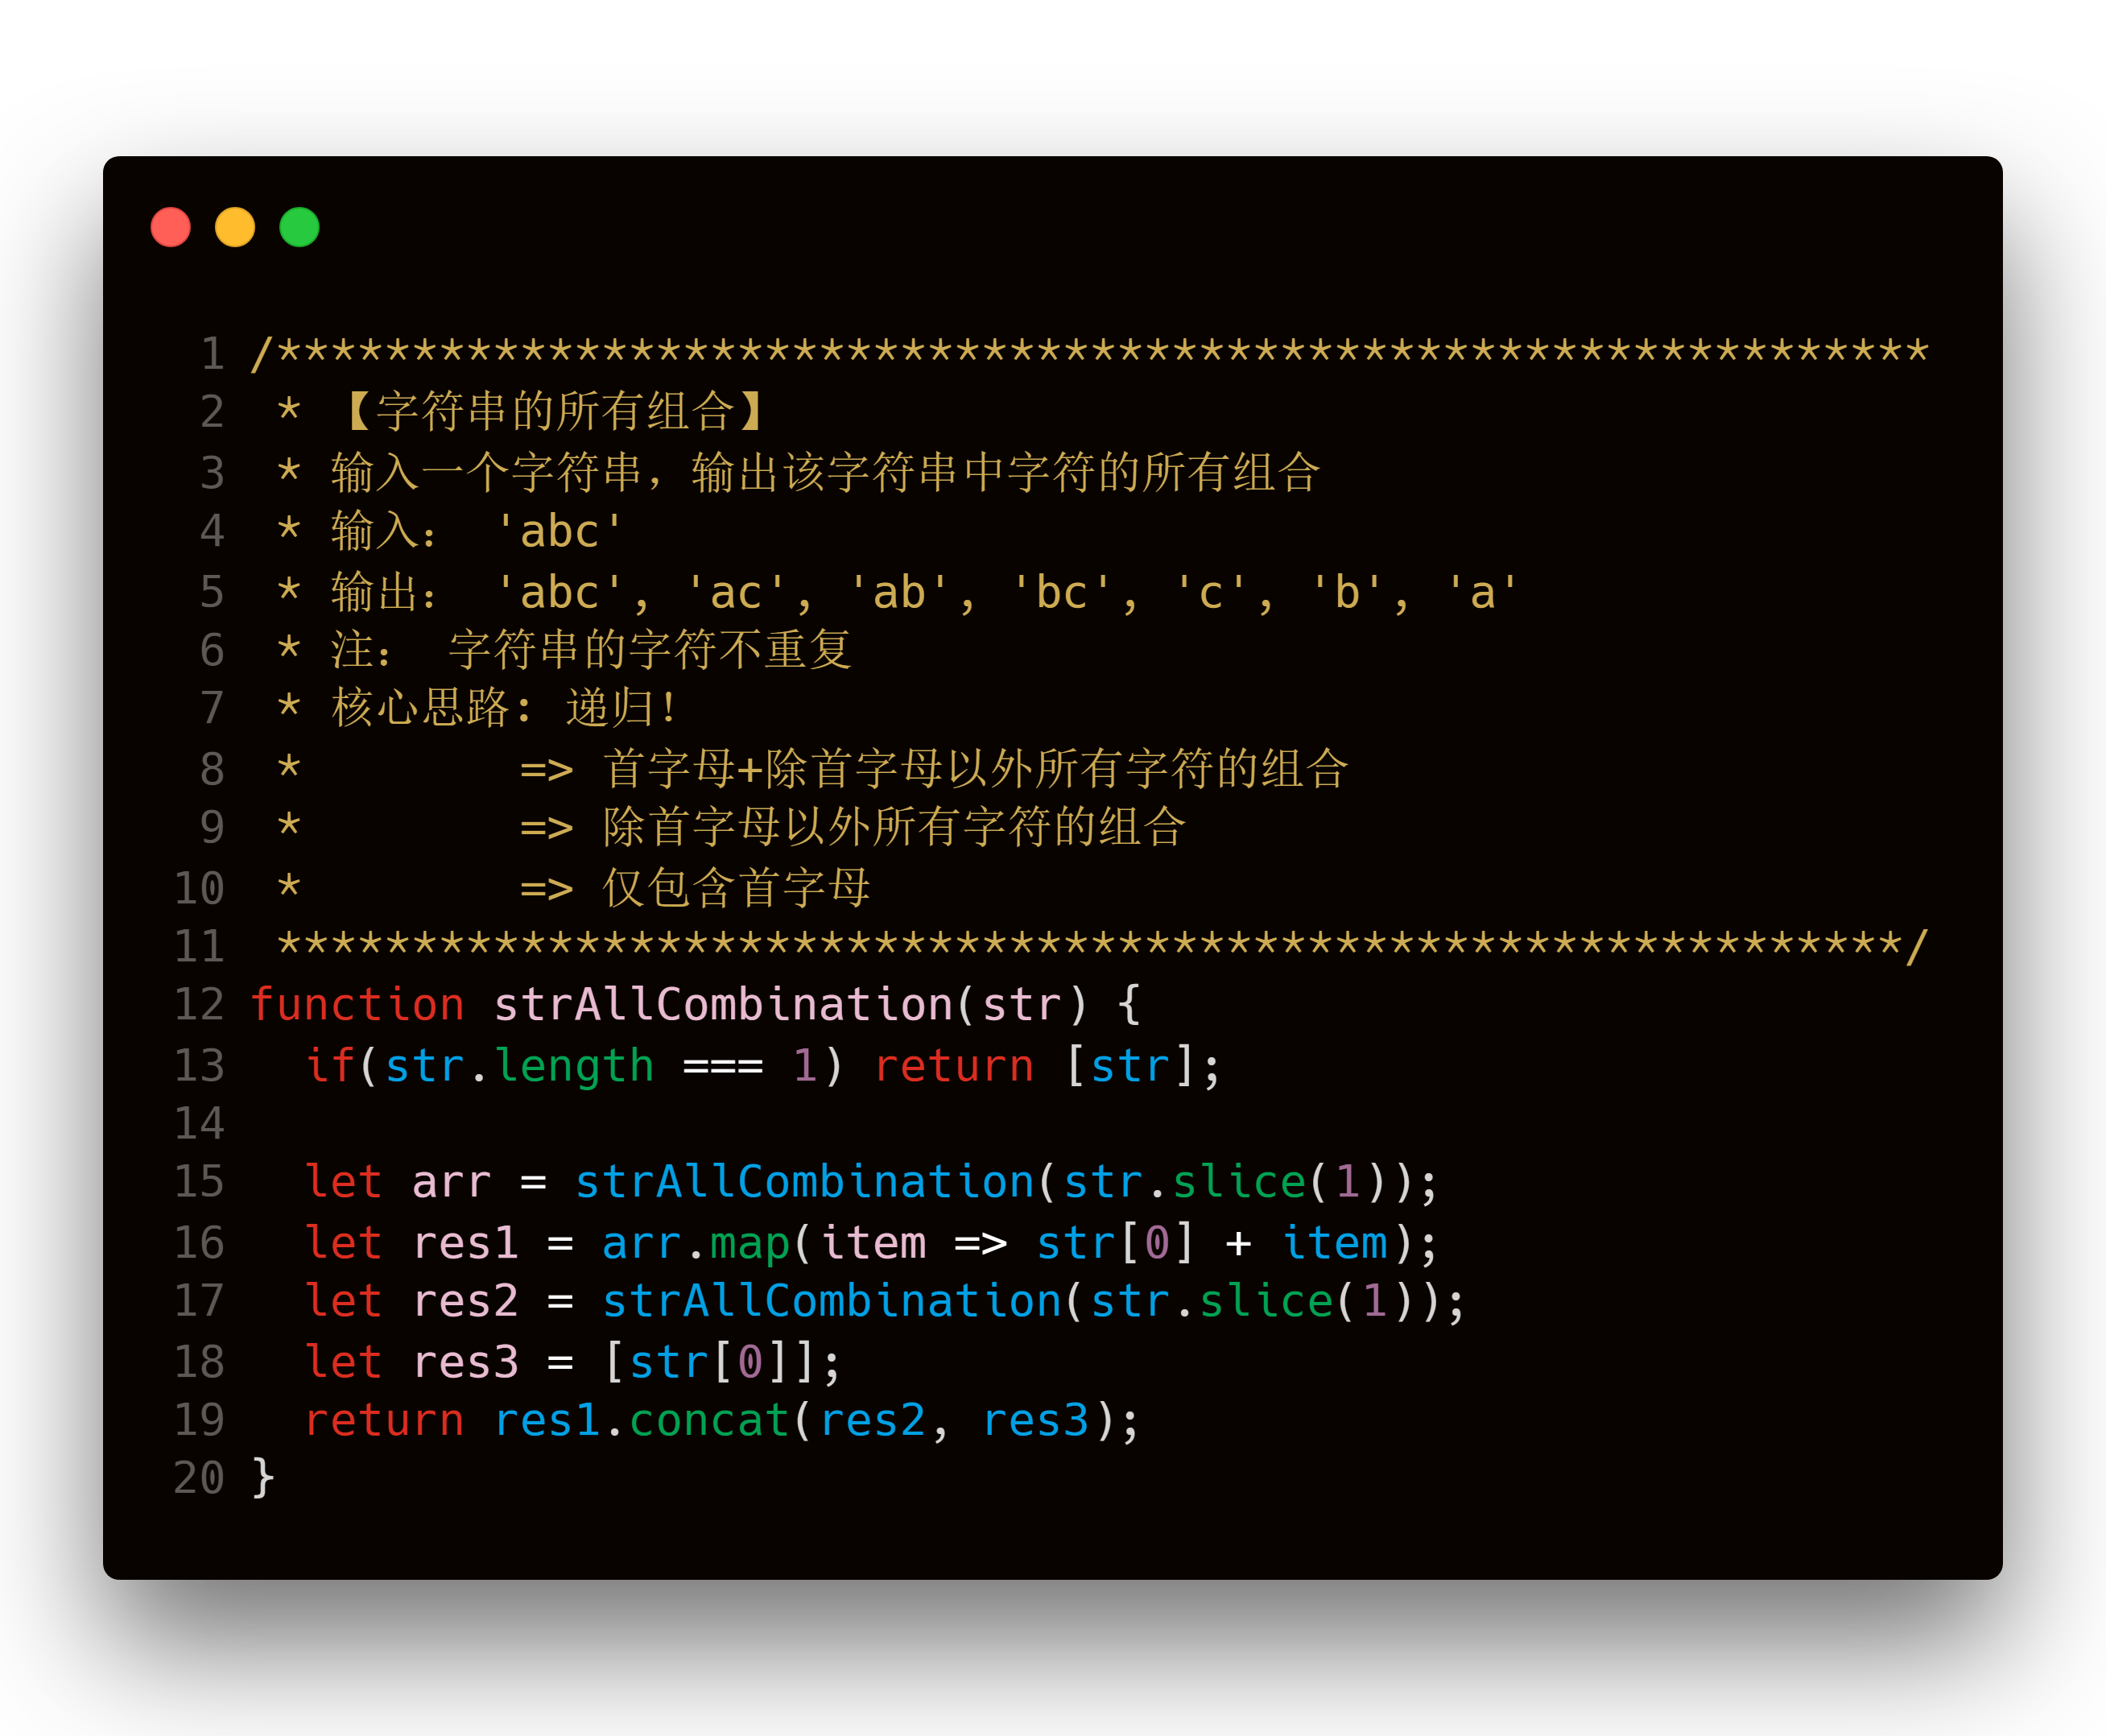 1 /*************************************************************
2  * 【字符串的所有组合】
3  * 输入一个字符串，输出该字符串中字符的所有组合
4  * 输入： 'abc'
5  * 输出： 'abc', 'ac', 'ab', 'bc', 'c', 'b', 'a'
6  * 注： 字符串的字符不重复
7  * 核心思路: 递归!
8  *        => 首字母+除首字母以外所有字符的组合
9  *        => 除首字母以外所有字符的组合
10  *        => 仅包含首字母
11  ************************************************************/
12 function strAllCombination(str) {
13   if(str.length === 1) return [str];
14
15   let arr = strAllCombination(str.slice(1));
16   let res1 = arr.map(item => str[0] + item);
17   let res2 = strAllCombination(str.slice(1));
18   let res3 = [str[0]];
19   return res1.concat(res2, res3);
20 }